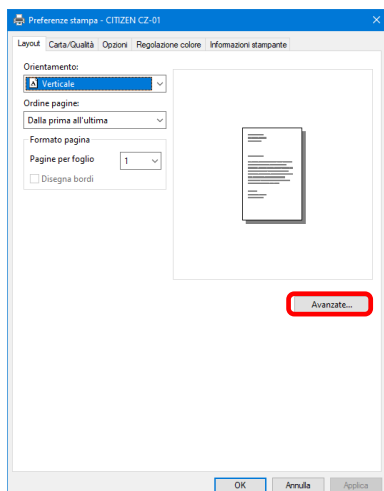 Preferenze stampa - CITIZEN CZ-01
Layout Carta/Qualità Opzioni Regolazione colore Informazioni stampante
Orientamento:
Verticale
Ordine pagine:
Dalla prima all'ultima
Formato pagina
Pagine per foglio 1
Disegna bordi
Avanzate...
OK Annulla Applica